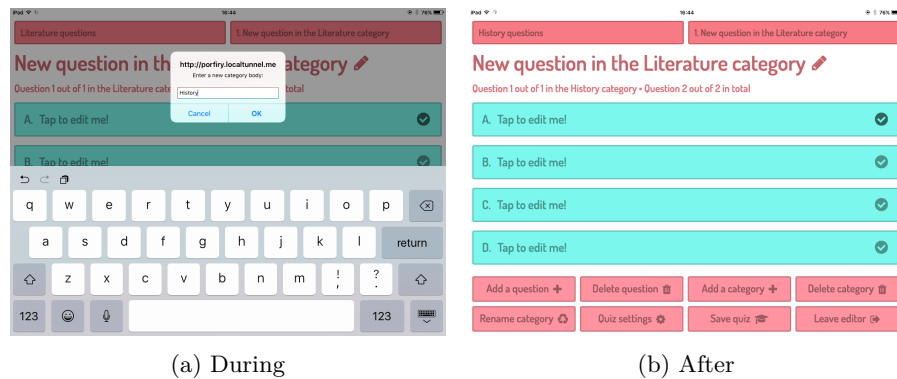 iPad
16:44
76%
Literature questions
1. New question in the Literature category
New question in th
ategory
Question 1 out of 1 in the Literature cate
total
http://porfiry.localtunnel.me
Enter a new category body:
History
Cancel
OK
A. Tap to edit me!
B. Tap to edit me!
q w e r t y u i o p
a s d f g h j k l return
z x c v b n m ! , ? .
123 123
(a) During
iPad
16:44
76%
History questions
1. New question in the Literature category
New question in the Literature category
Question 1 out of 1 in the History category • Question 2 out of 2 in total
A. Tap to edit me!
B. Tap to edit me!
C. Tap to edit me!
D. Tap to edit me!
Add a question
Delete question
Add a category
Delete category
Rename category
Quiz settings
Save quiz
Leave editor
(b) After